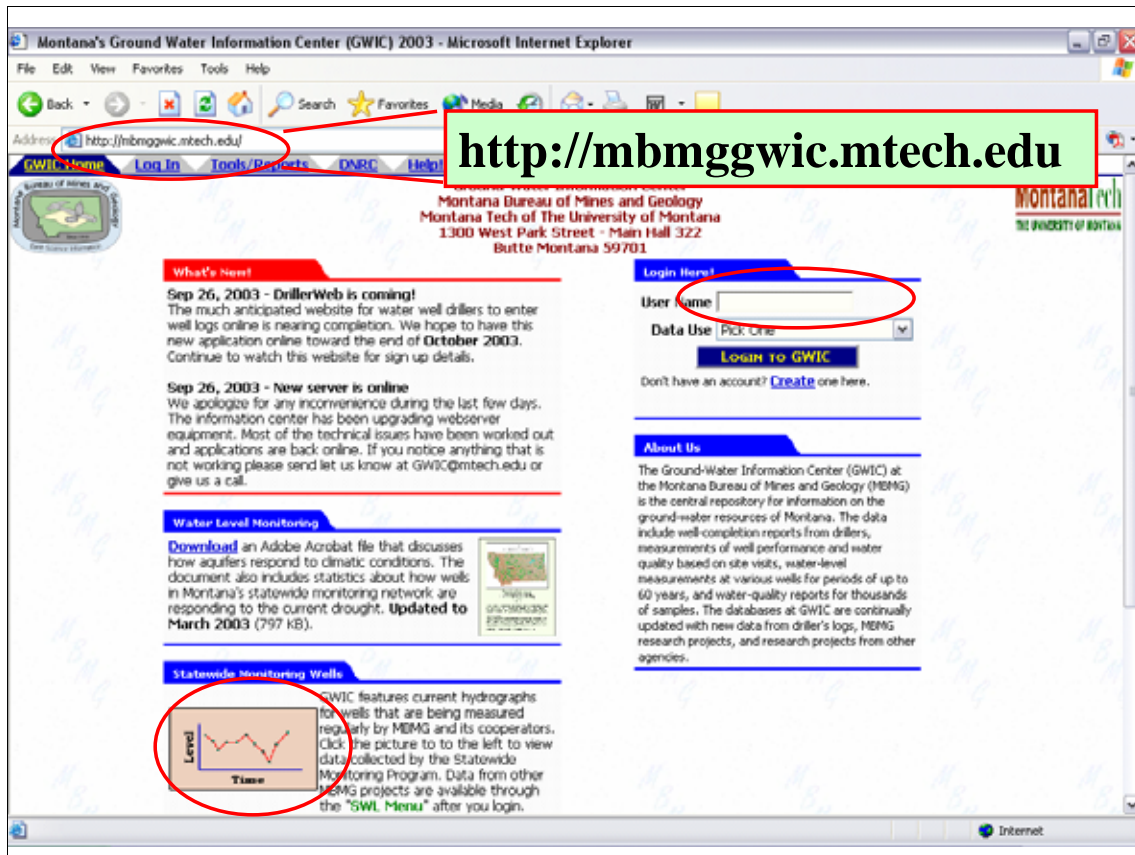 Montana's Ground Water Information Center (GWIC) 2003 - Microsoft Internet Explorer
File Edit View Favorites Tools Help
Back Search Favorites Media
Address http://mbmggwic.mtech.edu/
http://mbmggwic.mtech.edu
GWIC Home Log In Tools/Reports DNRC Help!
Bureau of Mines and Geology
Ground-Water Information Center
Montana Bureau of Mines and Geology
Montana Tech of The University of Montana
1300 West Park Street - Main Hall 322
Butte Montana 59701
MontanaTech
THE UNIVERSITY OF MONTANA
What's New!
Sep 26, 2003 - DrillerWeb is coming!
The much anticipated website for water well drillers to enter
well logs online is nearing completion. We hope to have this
new application online toward the end of October 2003.
Continue to watch this website for sign up details.
Sep 26, 2003 - New server is online
We apologize for any inconvenience during the last few days.
The information center has been upgrading webserver
equipment. Most of the technical issues have been worked out
and applications are back online. If you notice anything that is
not working please send let us know at GWIC@mtech.edu or
give us a call.
Water Level Monitoring
Download an Adobe Acrobat file that discusses
how aquifers respond to climatic conditions. The
document also includes statistics about how wells
in Montana's statewide monitoring network are
responding to the current drought. Updated to
March 2003 (797 KB).
Statewide Monitoring Wells
Level
Time
GWIC features current hydrographs
for wells that are being measured
regularly by MBMG and its cooperators.
Click the picture to to the left to view
data collected by the Statewide
Monitoring Program. Data from other
MBMG projects are available through
the "SWL Menu" after you login.
Login Here!
User Name
Data Use Pick One
LOGIN TO GWIC
Don't have an account? Create one here.
About Us
The Ground-Water Information Center (GWIC) at
the Montana Bureau of Mines and Geology (MBMG)
is the central repository for information on the
ground-water resources of Montana. The data
include well-completion reports from drillers,
measurements of well performance and water
quality based on site visits, water-level
measurements at various wells for periods of up to
60 years, and water-quality reports for thousands
of samples. The databases at GWIC are continually
updated with new data from driller's logs, MBMG
research projects, and research projects from other
agencies.
Internet